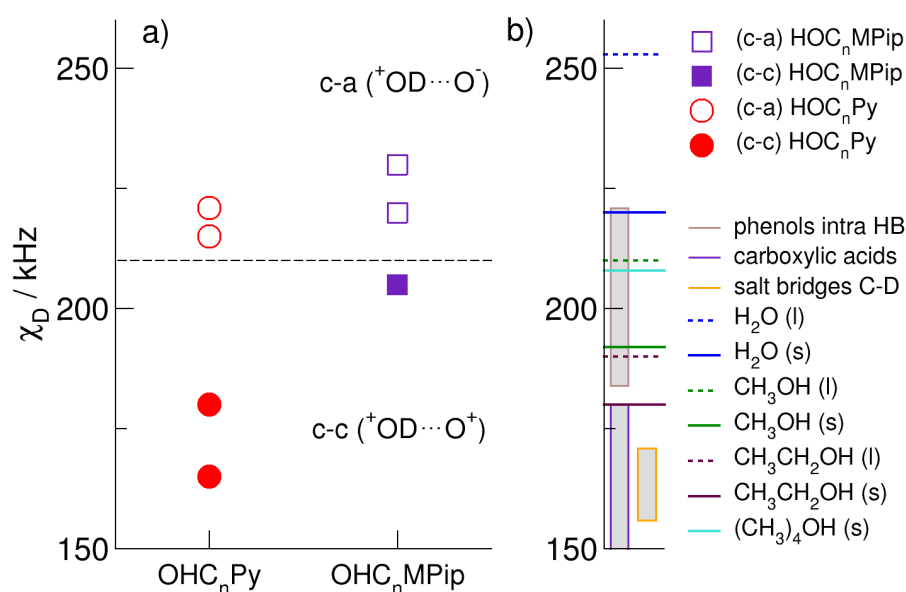 a)
b)
250
200
150
χD / kHz
c-a (+OD···O-)
c-c (+OD···O+)
OHCnPy
OHCnMPip
250
200
150
(c-a) HOCnMPip
(c-c) HOCnMPip
(c-a) HOCnPy
(c-c) HOCnPy
phenols intra HB
carboxylic acids
salt bridges C-D
H2O (l)
H2O (s)
CH3OH (l)
CH3OH (s)
CH3CH2OH (l)
CH3CH2OH (s)
(CH3)4OH (s)